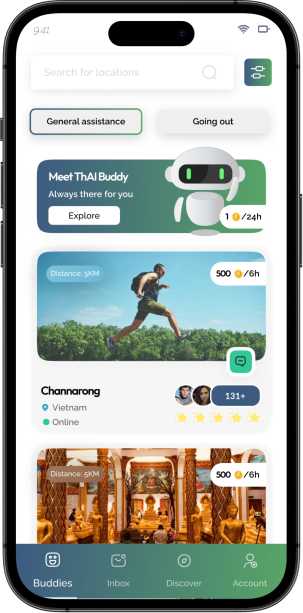 9:41
Search for locations
General assistance
Going out
Meet ThAI Buddy
Always there for you
Explore
1 /24h
Distance: 5KM
500 /6h
Channarong
131+
Vietnam
Online
Distance: 5KM
500 /6h
Buddies
Inbox
Discover
Account